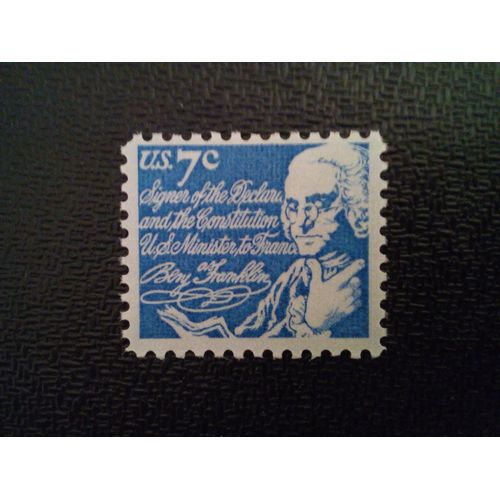 U.S. 7c
Signer of the Declara
and the Constitution
U.S. Minister to Franc
Benj Franklin